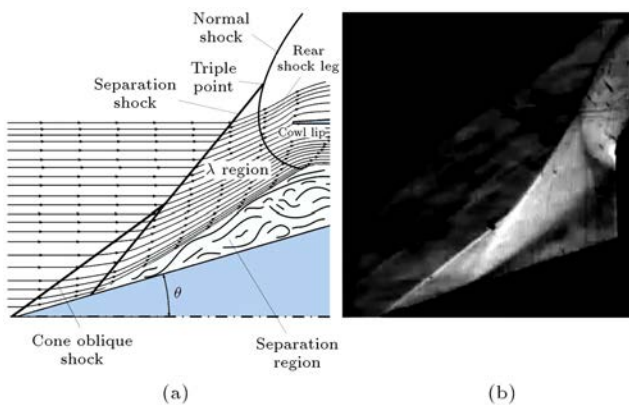 Normal
shock
Triple
point
Rear
shock leg
Separation
shock
Cowl lip
λ region
θ
Cone oblique
shock
Separation
region
(a)
(b)